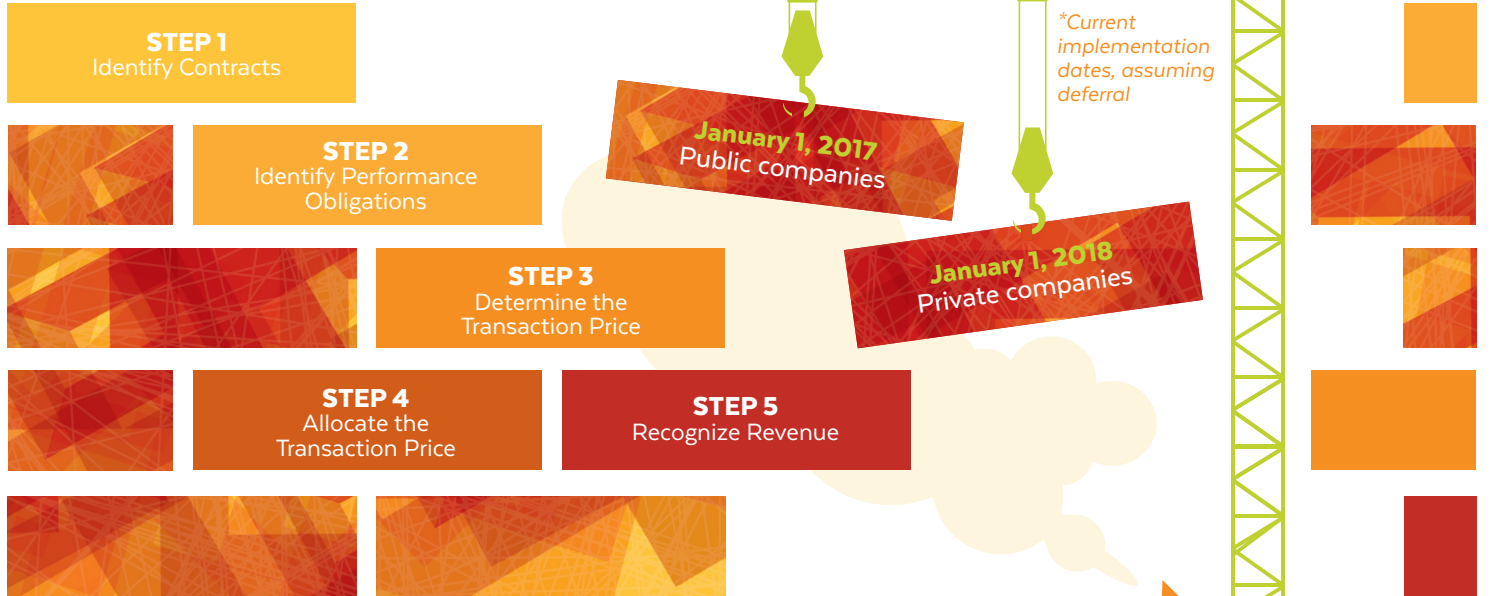 STEP 1
Identify Contracts
STEP 2
Identify Performance
Obligations
STEP 3
Determine the
Transaction Price
STEP 4
Allocate the
Transaction Price
STEP 5
Recognize Revenue
January 1, 2017
Public companies
January 1, 2018
Private companies
*Current
implementation
dates, assuming
deferral